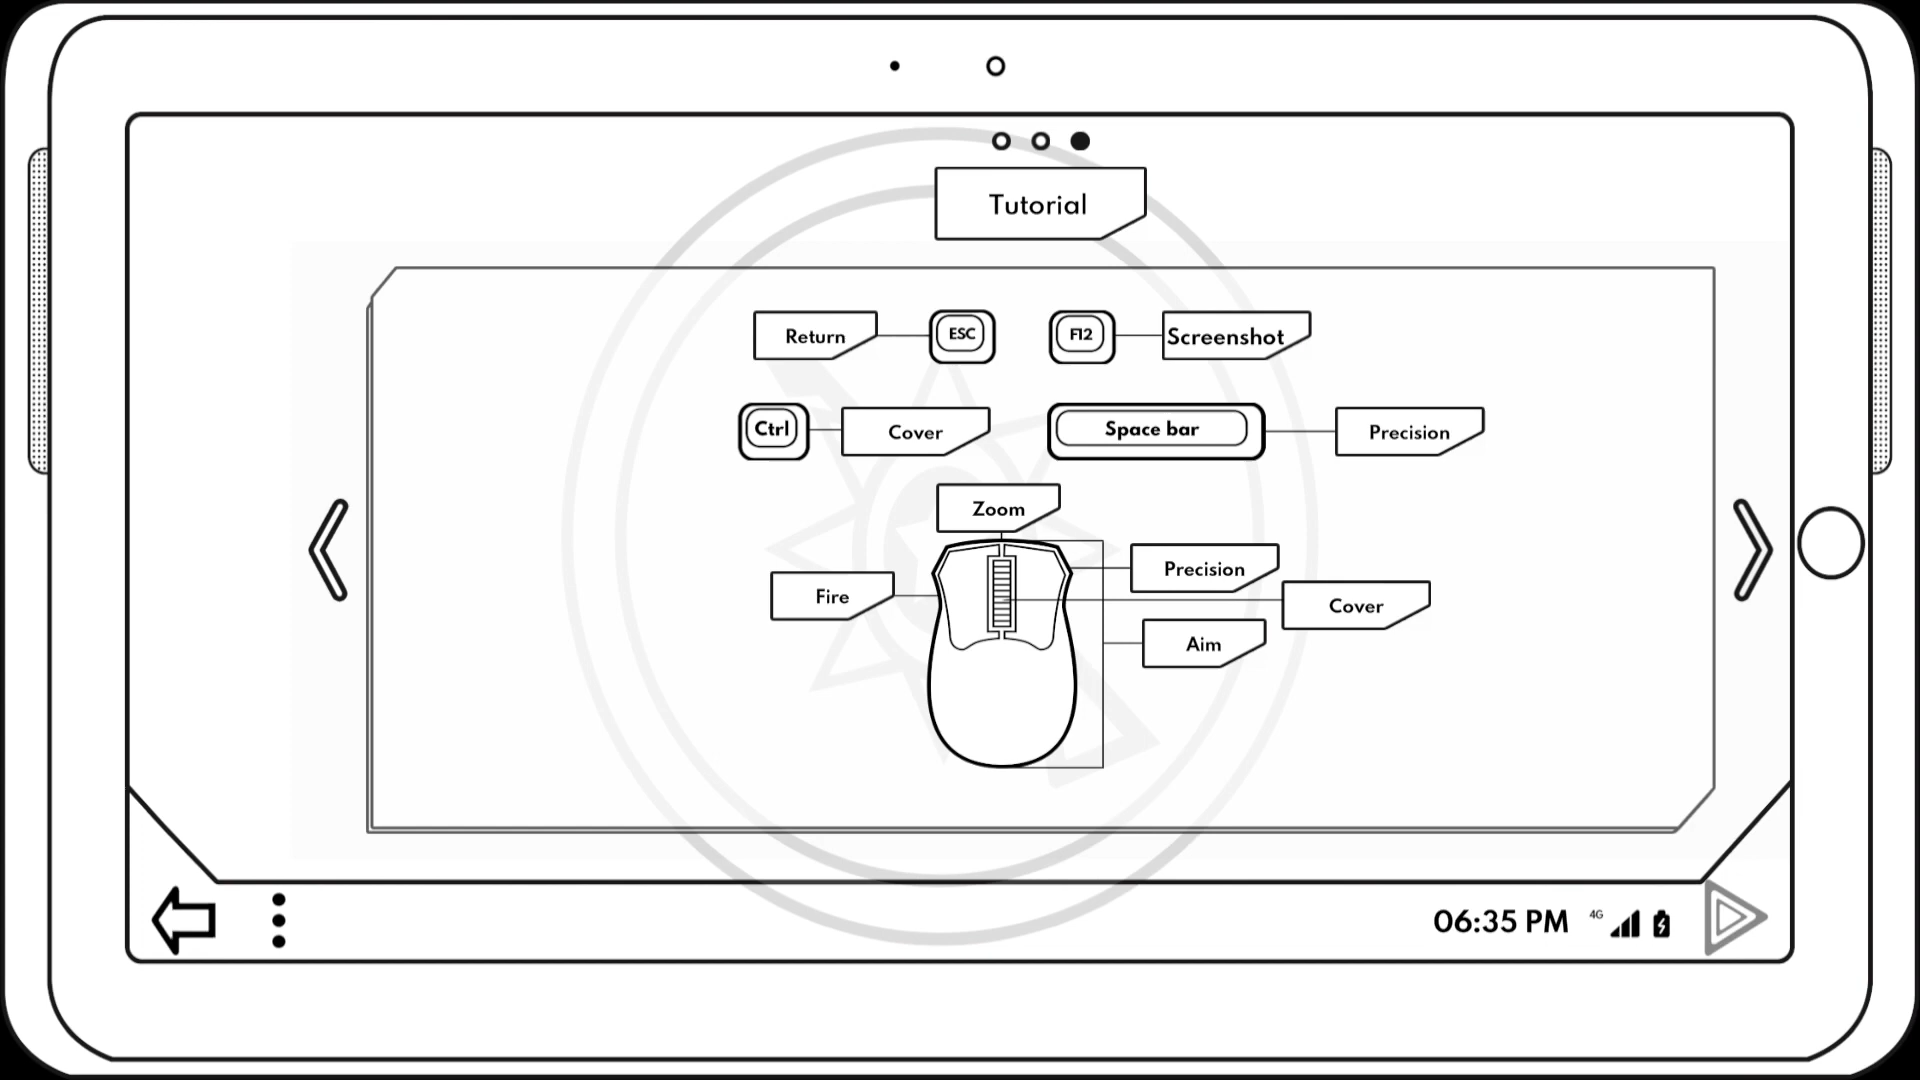 Tutorial
Return
ESC
F12
Screenshot
Ctrl
Cover
Space bar
Precision
Zoom
Precision
Fire
Cover
Aim
06:35 PM
4G